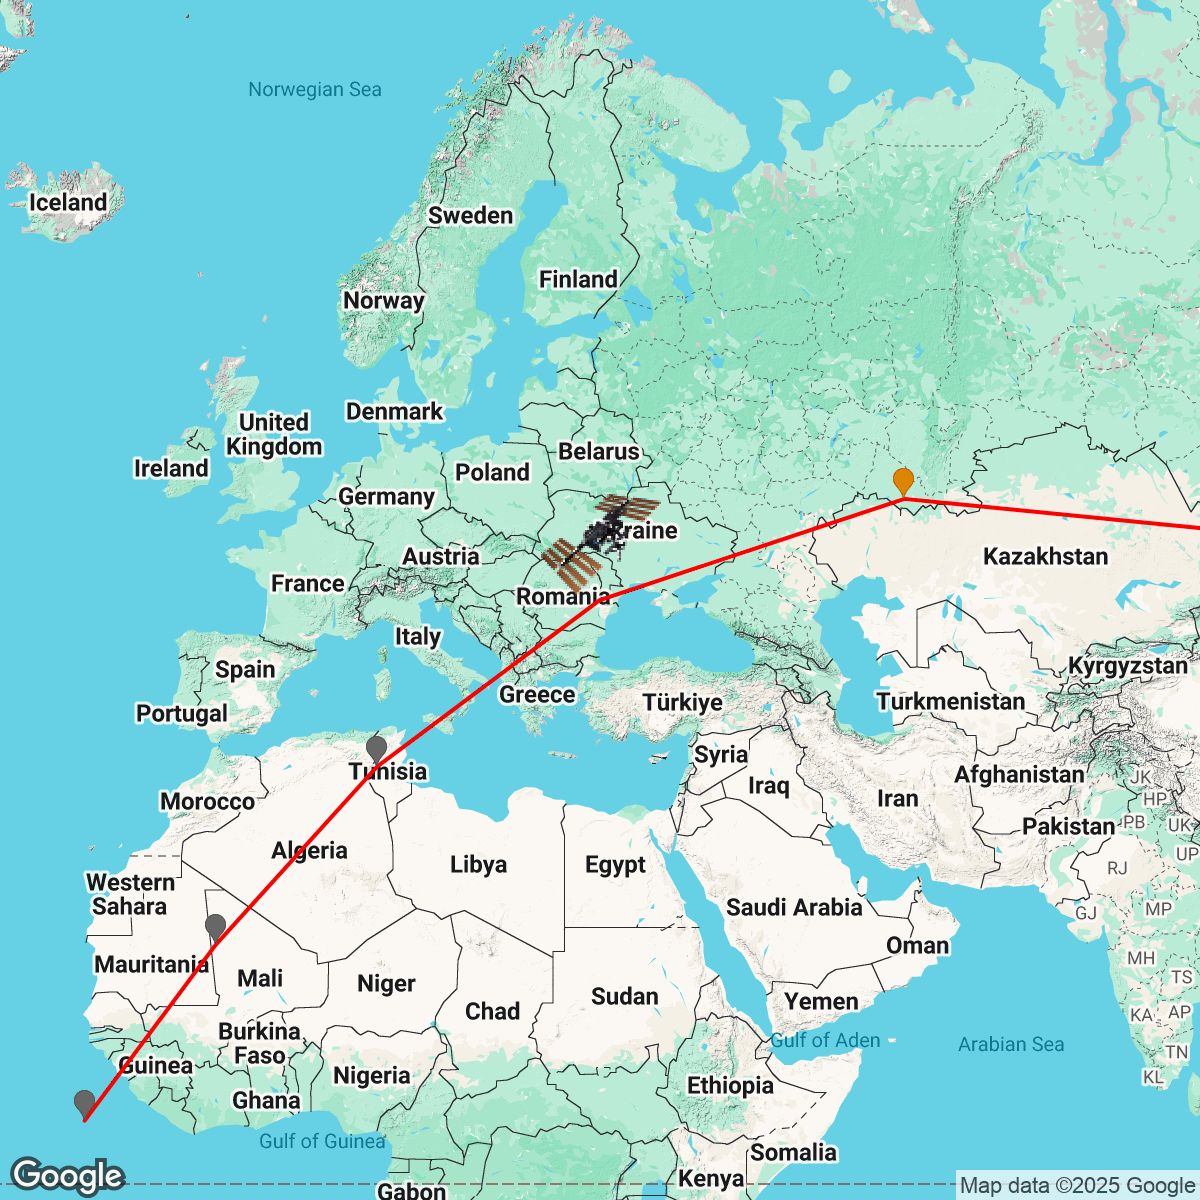 Norwegian Sea
Iceland
Sweden
Finland
Norway
Denmark
United
Kingdom
Ireland
Belarus
Poland
Germany
kraine
Austria
Kazakhstan
France
Romania
Italy
Kyrgyzstan
Spain
Greece
Türkiye
Turkmenistan
Portugal
Syria
Tunisia
Afghanistan
JK
Iraq
Iran
HP
Morocco
Pakistan
PB
UK
Algeria
UP
Libya
Egypt
RJ
Western
Sahara
Saudi Arabia
GJ
MP
Oman
Mauritania
Mali
Niger
MH
TS
Sudan
Yemen
Chad
KA
AP
Burkina
Faso
Gulf of Aden
Arabian Sea
TN
Guinea
Nigeria
Ethiopia
KL
Ghana
Gulf of Guinea
Somalia
Kenya
Gabon
Google
Map data ©2025 Google